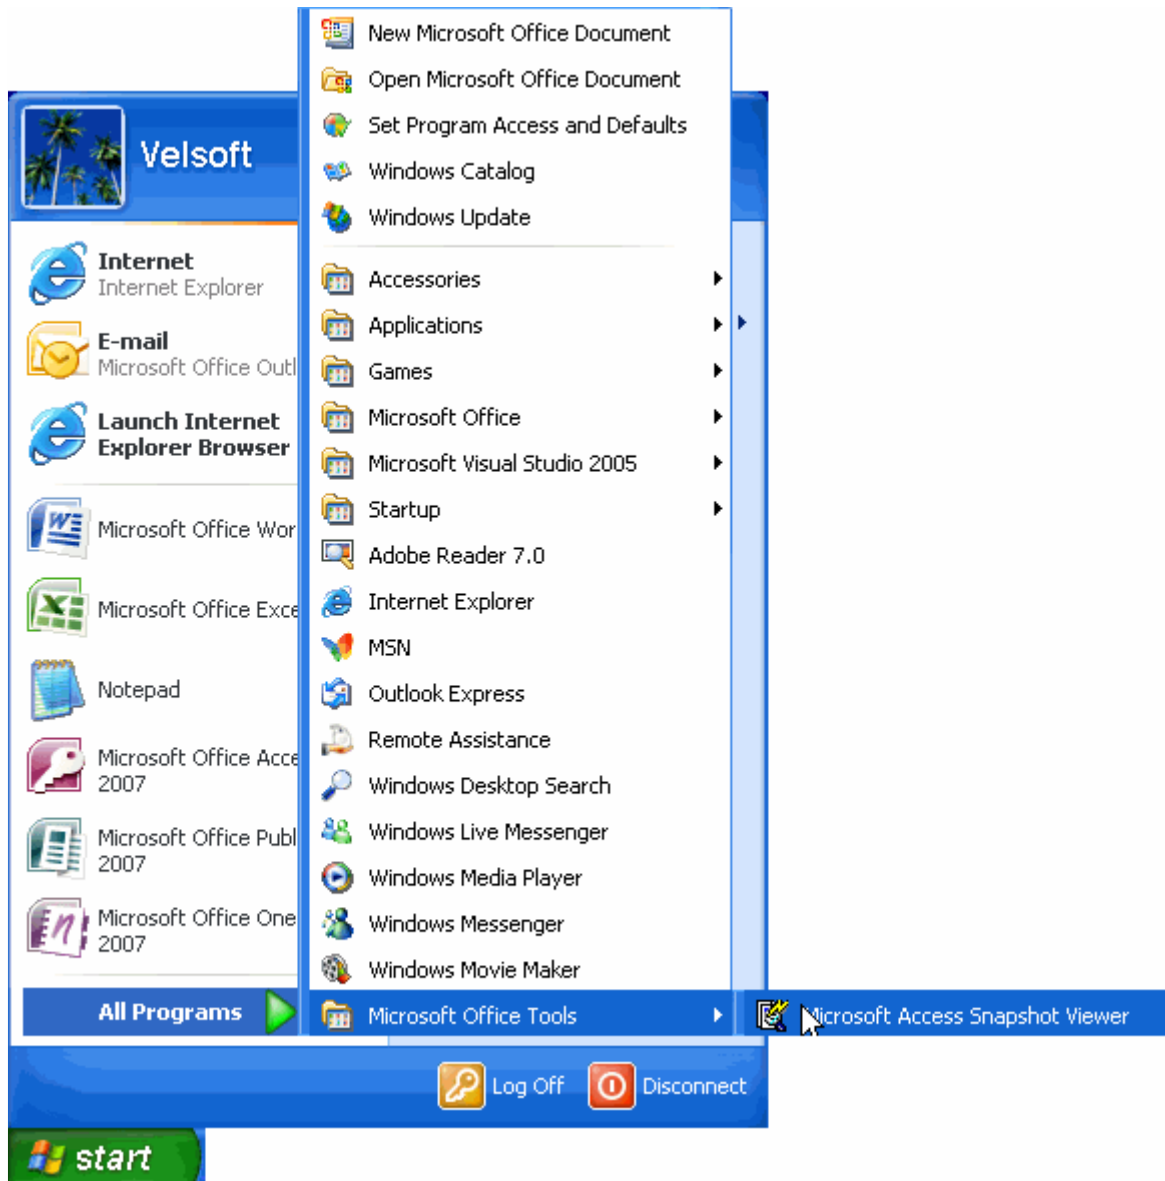 Velsoft
Internet
Internet Explorer
E-mail
Microsoft Office Outl
Launch Internet
Explorer Browser
Microsoft Office Wor
Microsoft Office Exce
Notepad
Microsoft Office Acce
2007
Microsoft Office Publ
2007
Microsoft Office One
2007
All Programs
New Microsoft Office Document
Open Microsoft Office Document
Set Program Access and Defaults
Windows Catalog
Windows Update
Accessories
Applications
Games
Microsoft Office
Microsoft Visual Studio 2005
Startup
Adobe Reader 7.0
Internet Explorer
MSN
Outlook Express
Remote Assistance
Windows Desktop Search
Windows Live Messenger
Windows Media Player
Windows Messenger
Windows Movie Maker
Microsoft Office Tools
Microsoft Access Snapshot Viewer
Log Off
Disconnect
start